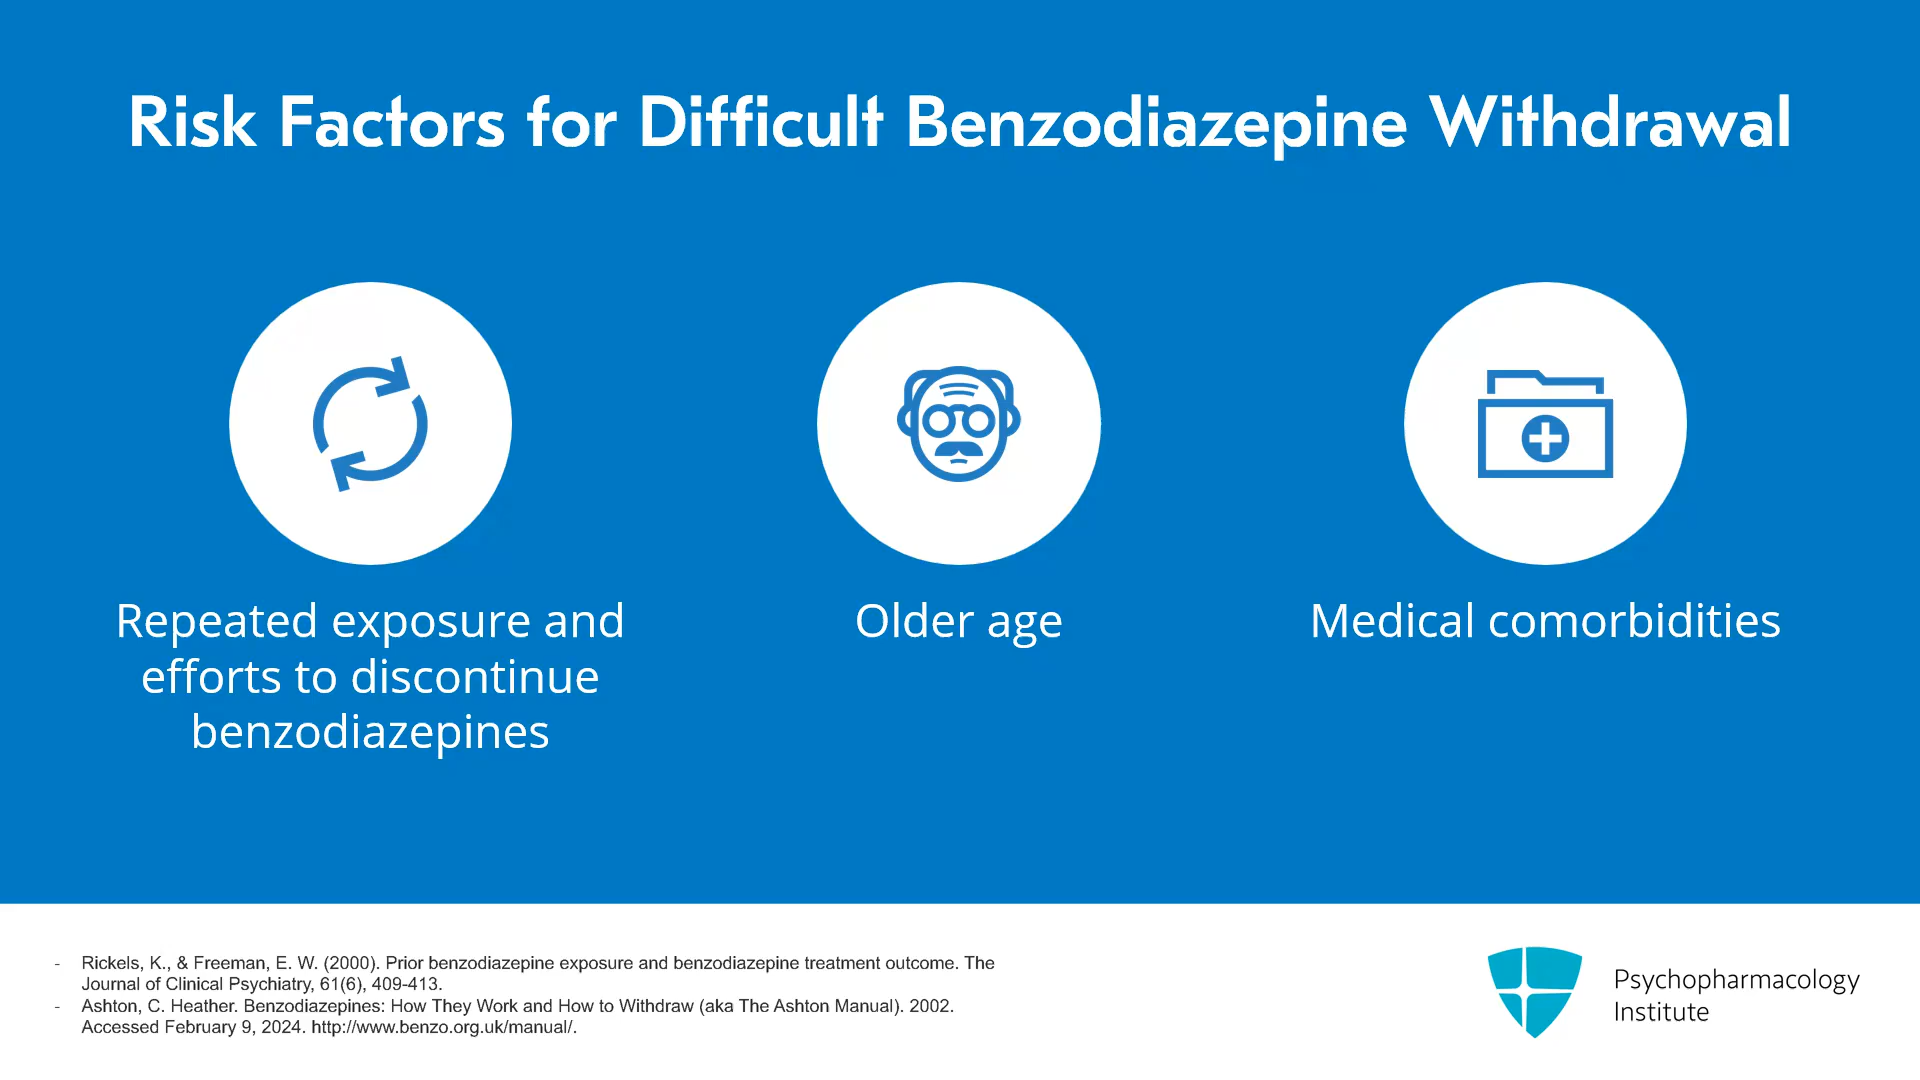 Risk Factors for Difficult Benzodiazepine Withdrawal
Repeated exposure and
efforts to discontinue
benzodiazepines
Older age
Medical comorbidities
- Rickels, K., & Freeman, E. W. (2000). Prior benzodiazepine exposure and benzodiazepine treatment outcome. The
Journal of Clinical Psychiatry, 61(6), 409-413.
- Ashton, C. Heather. Benzodiazepines: How They Work and How to Withdraw (aka The Ashton Manual). 2002.
Accessed February 9, 2024. http://www.benzo.org.uk/manual/.
Psychopharmacology
Institute